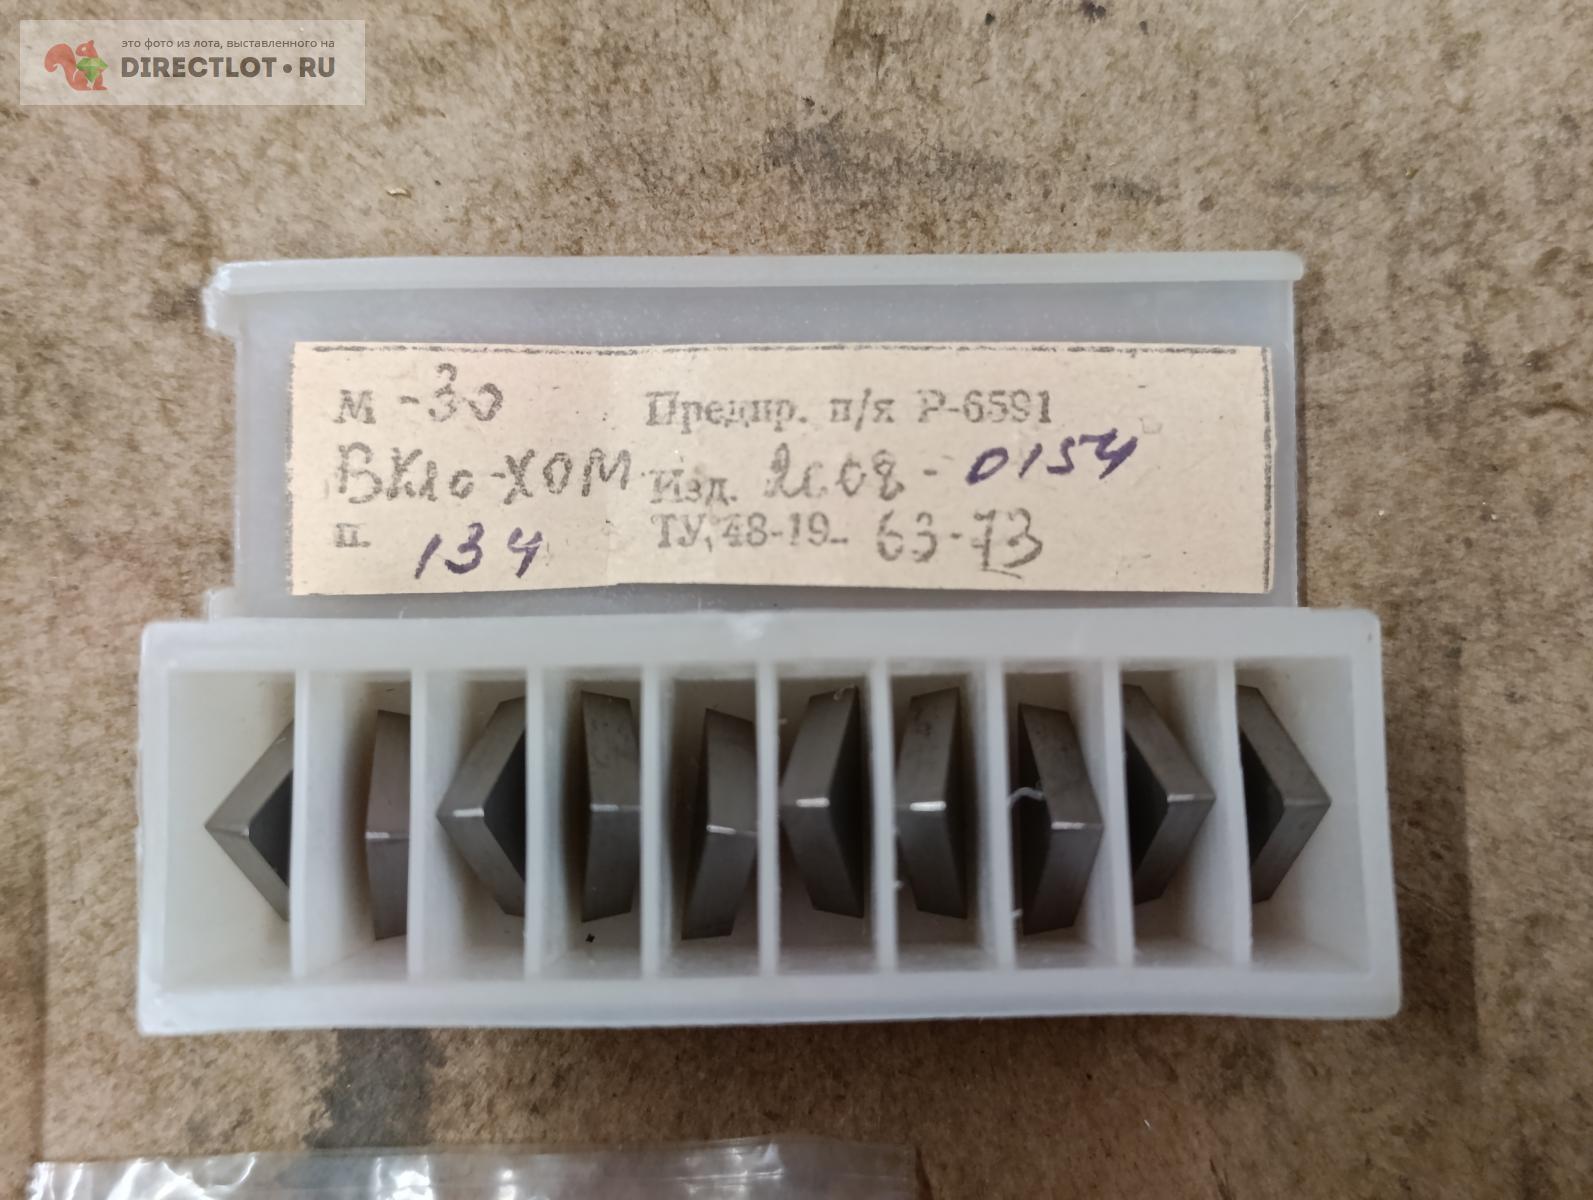 это фото из лота, выставленного на
DIRECTLOT.RU
М -30 Предпр. п/я Р-6591
ВК10-ХОМ Изд. 2008-0154
п. 134 ТУ, 48-19-63-73